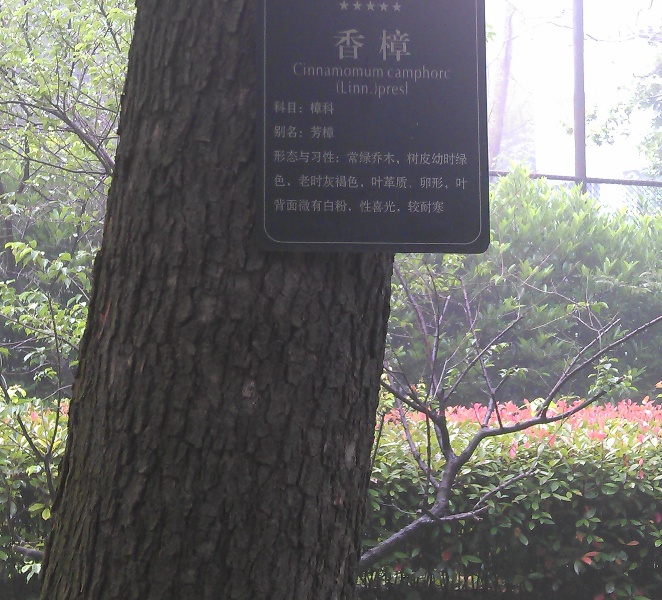 ★★★★★
香樟
Cinnamomum camphorc
(Linn.)presl
科目：樟科
别名：芳樟
形态与习性：常绿乔木，树皮幼时绿
色，老时灰褐色，叶革质、卵形，叶
背面微有白粉，性喜光，较耐寒